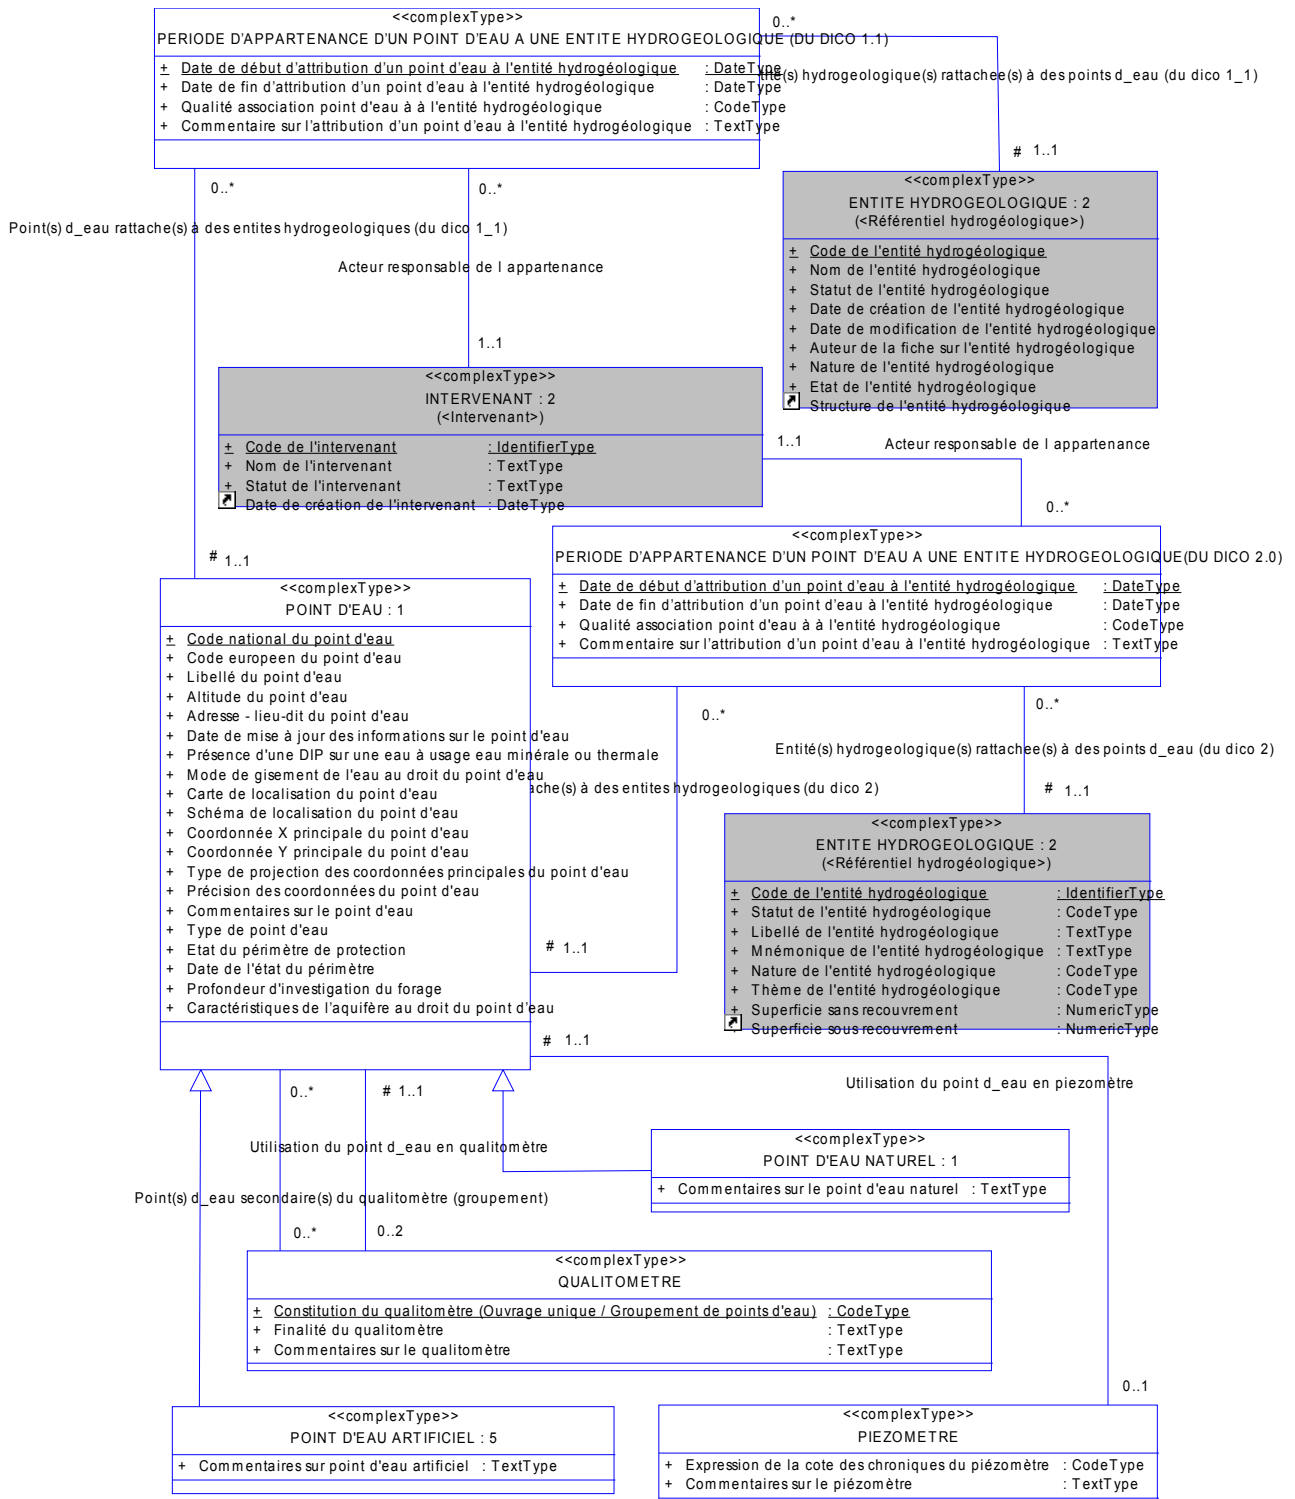 <<complexType>>
PERIODE D'APPARTENANCE D'UN POINT D'EAU A UNE ENTITE HYDROGEOLOGIQUE (DU DICO 1.1)
+ Date de début d'attribution d'un point d'eau à l'entité hydrogéologique : DateType
+ Date de fin d'attribution d'un point d'eau à l'entité hydrogéologique : DateType
+ Qualité association point d'eau à à l'entité hydrogéologique : CodeType
+ Commentaire sur l'attribution d'un point d'eau à l'entité hydrogéologique : TextType
0..*
(s) hydrogeologique(s) rattachee(s) à des points d_eau (du dico 1_1)
# 1..1
0..*
0..*
Point(s) d_eau rattache(s) à des entites hydrogeologiques (du dico 1_1)
Acteur responsable de l appartenance
1..1
<<complexType>>
ENTITE HYDROGEOLOGIQUE : 2
(<Référentiel hydrogéologique>)
+ Code de l'entité hydrogéologique
+ Nom de l'entité hydrogéologique
+ Statut de l'entité hydrogéologique
+ Date de création de l'entité hydrogéologique
+ Date de modification de l'entité hydrogéologique
+ Auteur de la fiche sur l'entité hydrogéologique
+ Nature de l'entité hydrogéologique
+ Etat de l'entité hydrogéologique
Structure de l'entité hydrogéologique
<<complexType>>
INTERVENANT : 2
(<Intervenant>)
+ Code de l'intervenant : IdentifierType
+ Nom de l'intervenant : TextType
+ Statut de l'intervenant : TextType
Date de création de l'intervenant : DateType
1..1
Acteur responsable de l appartenance
0..*
<<complexType>>
PERIODE D'APPARTENANCE D'UN POINT D'EAU A UNE ENTITE HYDROGEOLOGIQUE(DU DICO 2.0)
+ Date de début d'attribution d'un point d'eau à l'entité hydrogéologique : DateType
+ Date de fin d'attribution d'un point d'eau à l'entité hydrogéologique : DateType
+ Qualité association point d'eau à à l'entité hydrogéologique : CodeType
+ Commentaire sur l'attribution d'un point d'eau à l'entité hydrogéologique : TextType
# 1..1
<<complexType>>
POINT D'EAU : 1
+ Code national du point d'eau
+ Code europeen du point d'eau
+ Libellé du point d'eau
+ Altitude du point d'eau
+ Adresse - lieu-dit du point d'eau
+ Date de mise à jour des informations sur le point d'eau
+ Présence d'une DIP sur une eau à usage eau minérale ou thermale
+ Mode de gisement de l'eau au droit du point d'eau
+ Carte de localisation du point d'eau
+ Schéma de localisation du point d'eau
+ Coordonnée X principale du point d'eau
+ Coordonnée Y principale du point d'eau
+ Type de projection des coordonnées principales du point d'eau
+ Précision des coordonnées du point d'eau
+ Commentaires sur le point d'eau
+ Type de point d'eau
+ Etat du périmètre de protection
+ Date de l'état du périmètre
+ Profondeur d'investigation du forage
+ Caractéristiques de l'aquifère au droit du point d'eau
0..*
0..*
Entité(s) hydrogeologique(s) rattachee(s) à des points d_eau (du dico 2)
ache(s) à des entites hydrogeologiques (du dico 2)
# 1..1
# 1..1
<<complexType>>
ENTITE HYDROGEOLOGIQUE : 2
(<Référentiel hydrogéologique>)
+ Code de l'entité hydrogéologique : IdentifierType
+ Statut de l'entité hydrogéologique : CodeType
+ Libellé de l'entité hydrogéologique : TextType
+ Mnémonique de l'entité hydrogéologique : TextType
+ Nature de l'entité hydrogéologique : CodeType
+ Thème de l'entité hydrogéologique : CodeType
+ Superficie sans recouvrement : NumericType
Superficie sous recouvrement : NumericType
# 1..1
Utilisation du point d_eau en piezomètre
0..*
# 1..1
Utilisation du point d_eau en qualitomètre
Point(s) d_eau secondaire(s) du qualitomètre (groupement)
0..*
0..2
<<complexType>>
POINT D'EAU NATUREL : 1
+ Commentaires sur le point d'eau naturel : TextType
<<complexType>>
QUALITOMETRE
+ Constitution du qualitomètre (Ouvrage unique / Groupement de points d'eau) : CodeType
+ Finalité du qualitomètre : TextType
+ Commentaires sur le qualitomètre : TextType
0..1
<<complexType>>
POINT D'EAU ARTIFICIEL : 5
+ Commentaires sur point d'eau artificiel : TextType
<<complexType>>
PIEZOMETRE
+ Expression de la cote des chroniques du piézomètre : CodeType
+ Commentaires sur le piézomètre : TextType